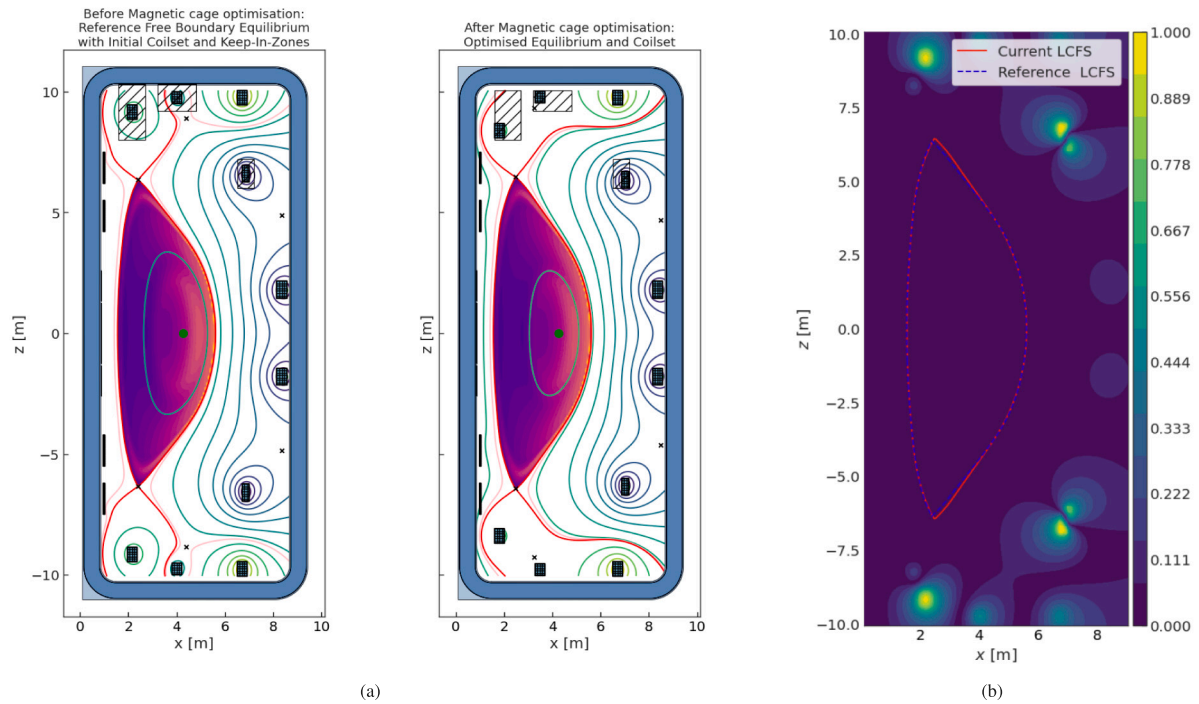 Before Magnetic cage optimisation:
Reference Free Boundary Equilibrium
with Initial Coilset and Keep-In-Zones
10
5
0
−5
−10
z [m]
0 2 4 6 8 10
x [m]
After Magnetic cage optimisation:
Optimised Equilibrium and Coilset
10
5
0
−5
−10
z [m]
0 2 4 6 8 10
x [m]
(a)
Current LCFS
Reference LCFS
10.0
7.5
5.0
2.5
0.0
−2.5
−5.0
−7.5
−10.0
z [m]
2 4 6 8
x [m]
1.000
0.889
0.778
0.667
0.556
0.444
0.333
0.222
0.111
0.000
(b)